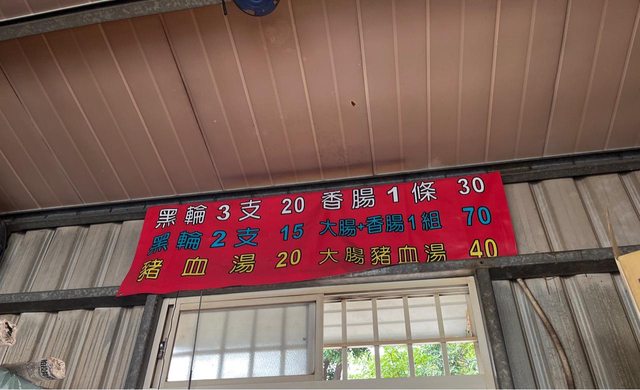 黑輪3支 20 香腸1條 30
黑輪2支 15 大腸+香腸1組 70
豬血湯 20 大腸豬血湯 40